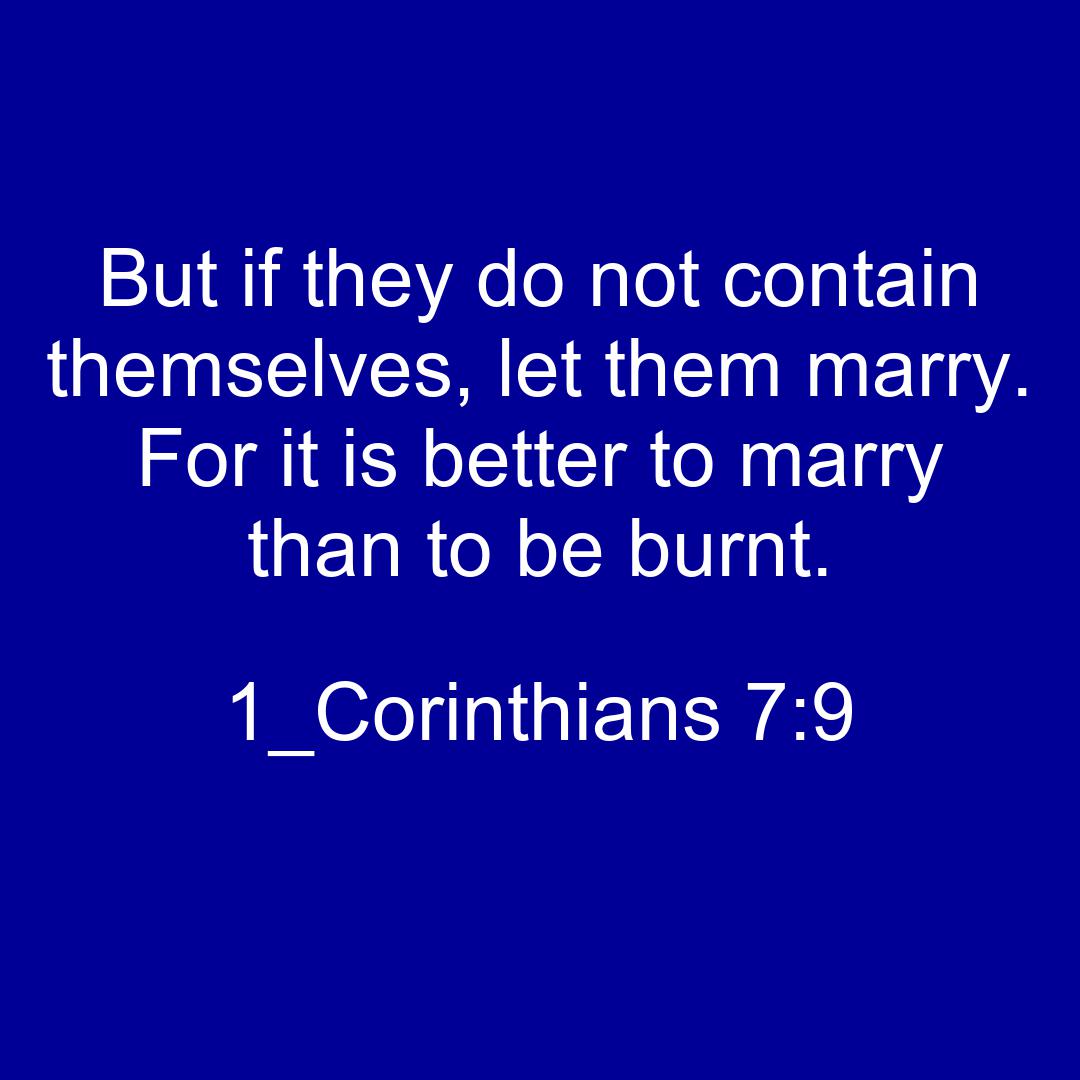 But if they do not contain
themselves, let them marry.
For it is better to marry
than to be burnt.
1_Corinthians 7:9